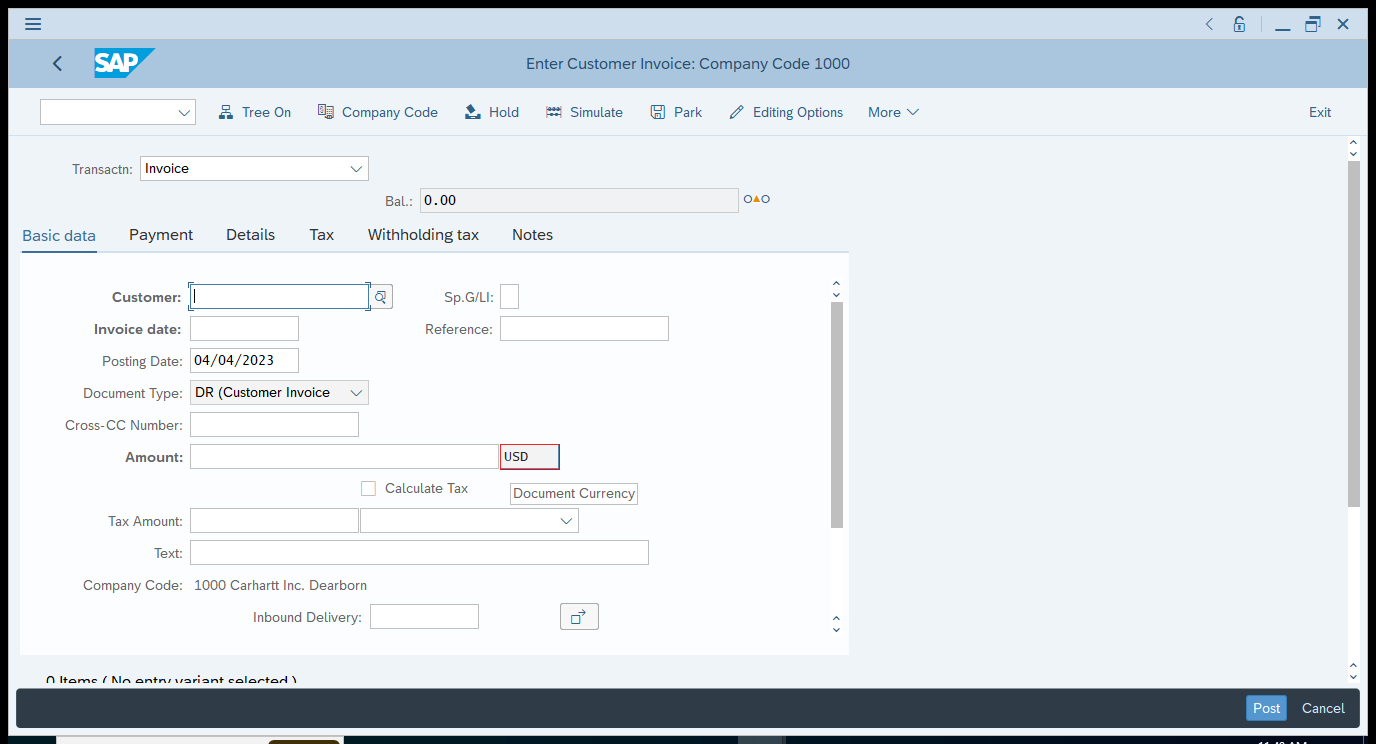 SAP
Enter Customer Invoice: Company Code 1000
Tree On Company Code Hold Simulate Park Editing Options More Exit
Transactn: Invoice
Bal.: 0.00
Basic data Payment Details Tax Withholding tax Notes
Customer: Sp.G/LI:
Invoice date: Reference:
Posting Date: 04/04/2023
Document Type: DR (Customer Invoice
Cross-CC Number:
Amount: USD
Calculate Tax Document Currency
Tax Amount:
Text:
Company Code: 1000 Carhartt Inc. Dearborn
Inbound Delivery:
0 Items ( No entry variant selected )
Post Cancel